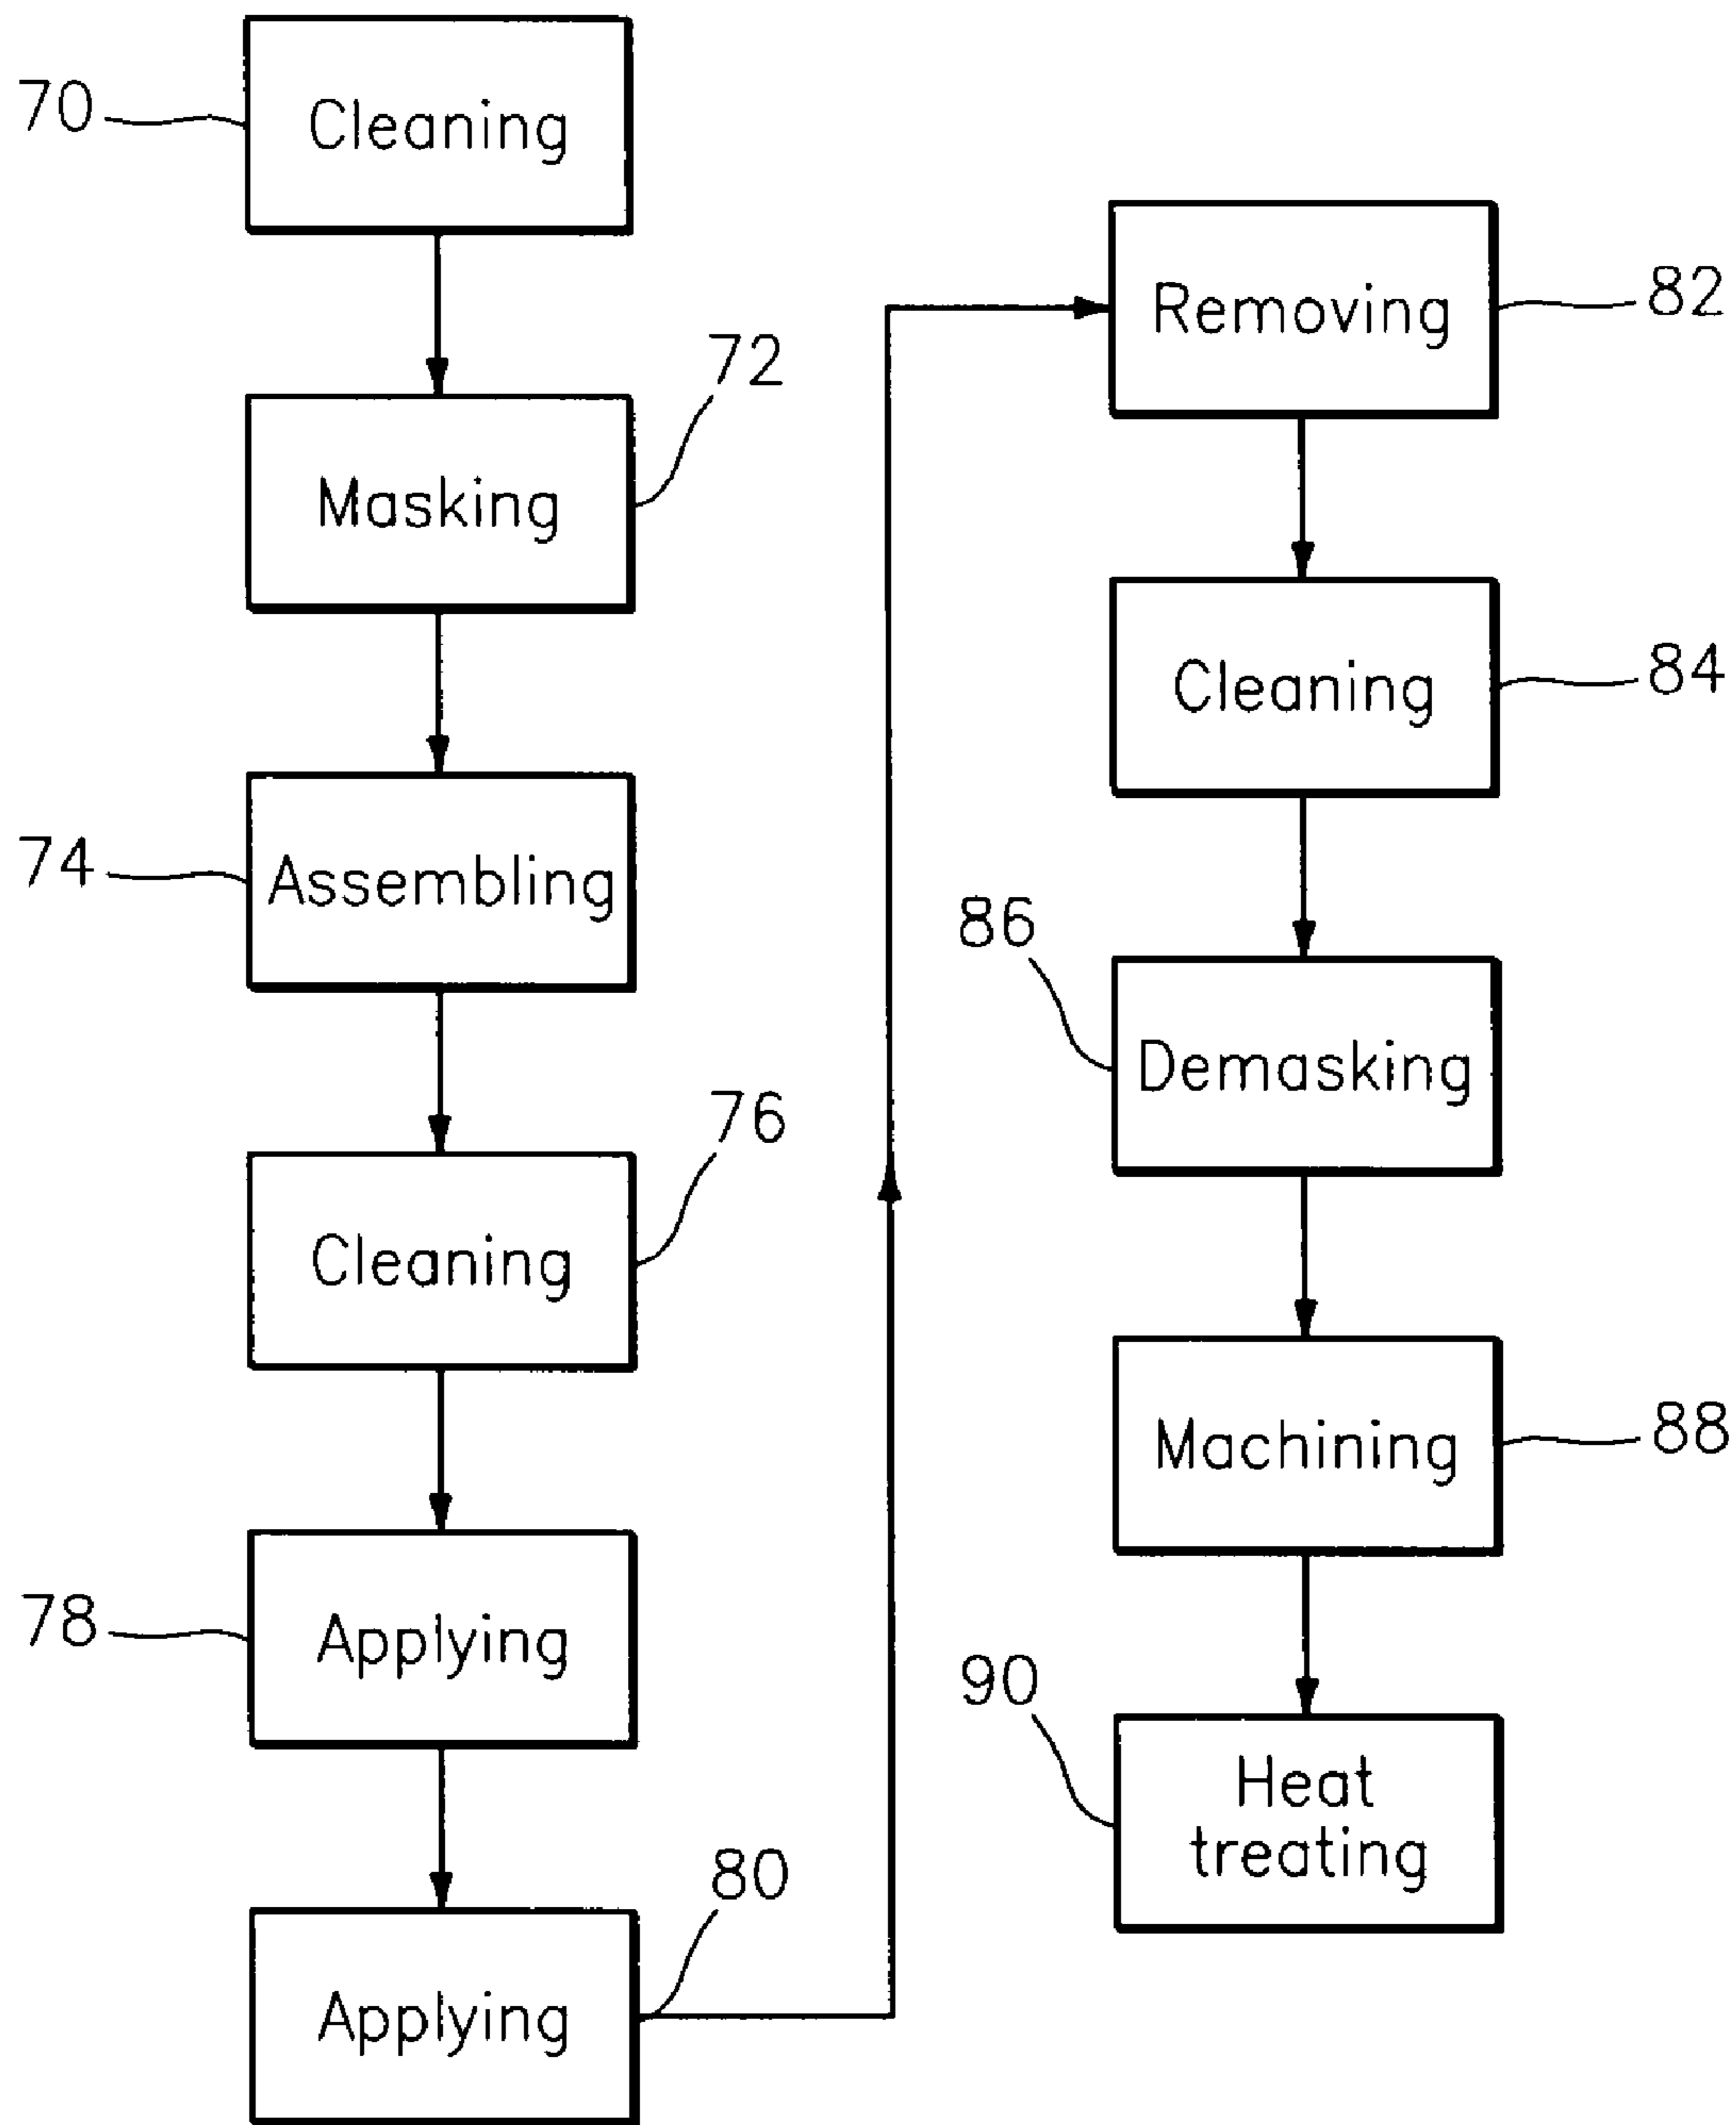 70
Cleaning
72
Masking
74
Assembling
76
Cleaning
78
Applying
80
Applying
82
Removing
84
Cleaning
86
Demasking
88
Machining
90
Heat
treating